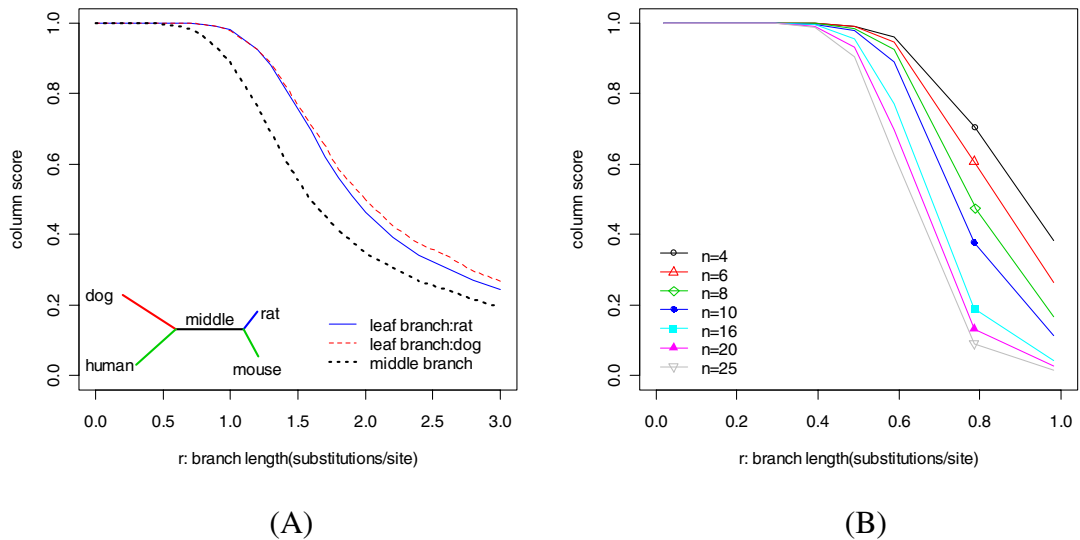 column score
0.0 0.2 0.4 0.6 0.8 1.0
dog
human
middle
rat
mouse
leaf branch:rat
leaf branch:dog
middle branch
0.0 0.5 1.0 1.5 2.0 2.5 3.0
r: branch length(substitutions/site)
(A)
column score
0.0 0.2 0.4 0.6 0.8 1.0
n=4
n=6
n=8
n=10
n=16
n=20
n=25
0.0 0.2 0.4 0.6 0.8 1.0
r: branch length(substitutions/site)
(B)